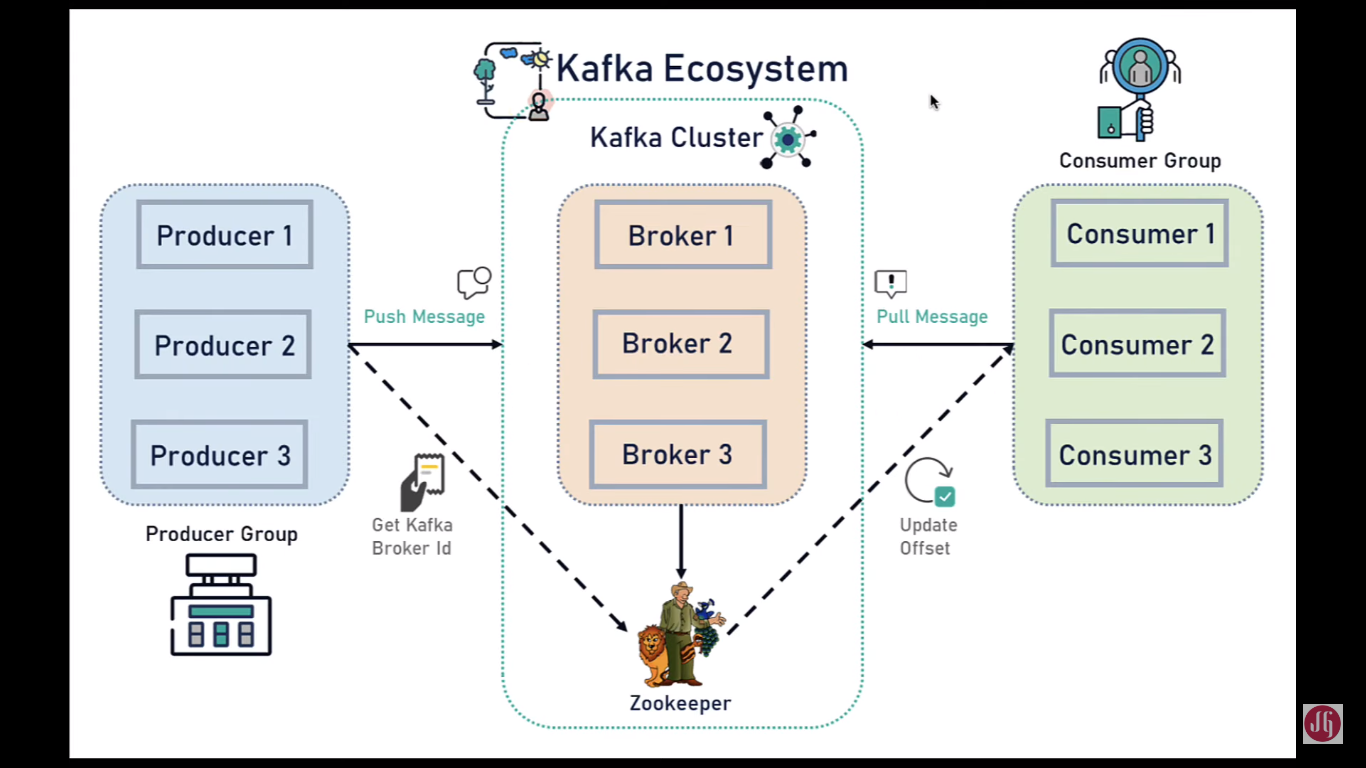 Kafka Ecosystem
Kafka Cluster
Consumer Group
Producer 1
Producer 2
Producer 3
Producer Group
Push Message
Get Kafka
Broker Id
Broker 1
Broker 2
Broker 3
Zookeeper
Pull Message
Update
Offset
Consumer 1
Consumer 2
Consumer 3